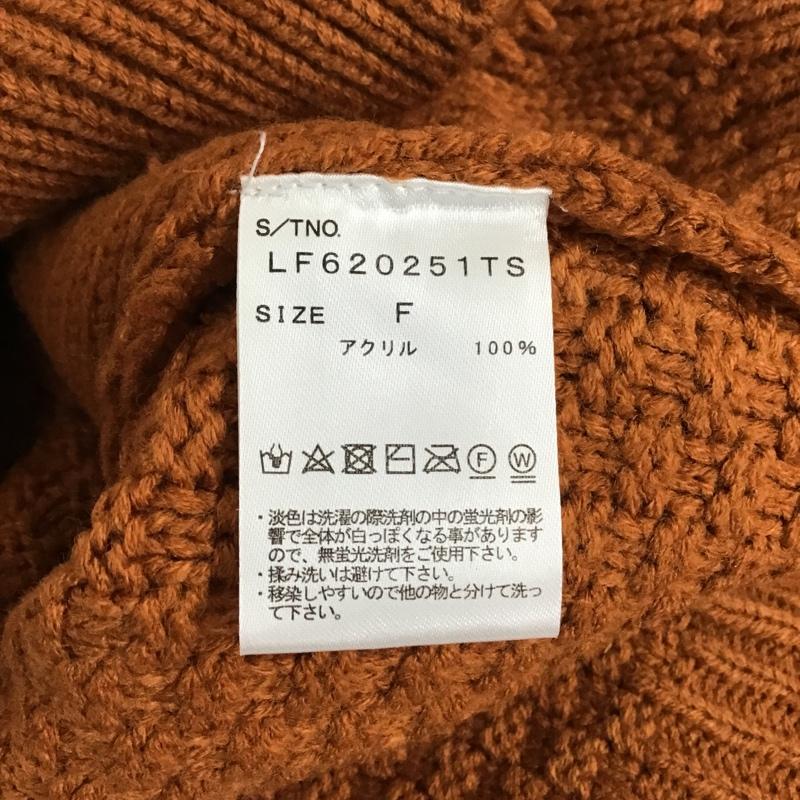 S/TNO.
LF620251TS
SIZE F
アクリル 100%
F W
・淡色は洗濯の際洗剤の中の蛍光剤の影
響で全体が白っぽくなる事があります
ので、無蛍光洗剤をご使用下さい。
・揉み洗いは避けて下さい。
・移染しやすいので他の物と分けて洗っ
て下さい。